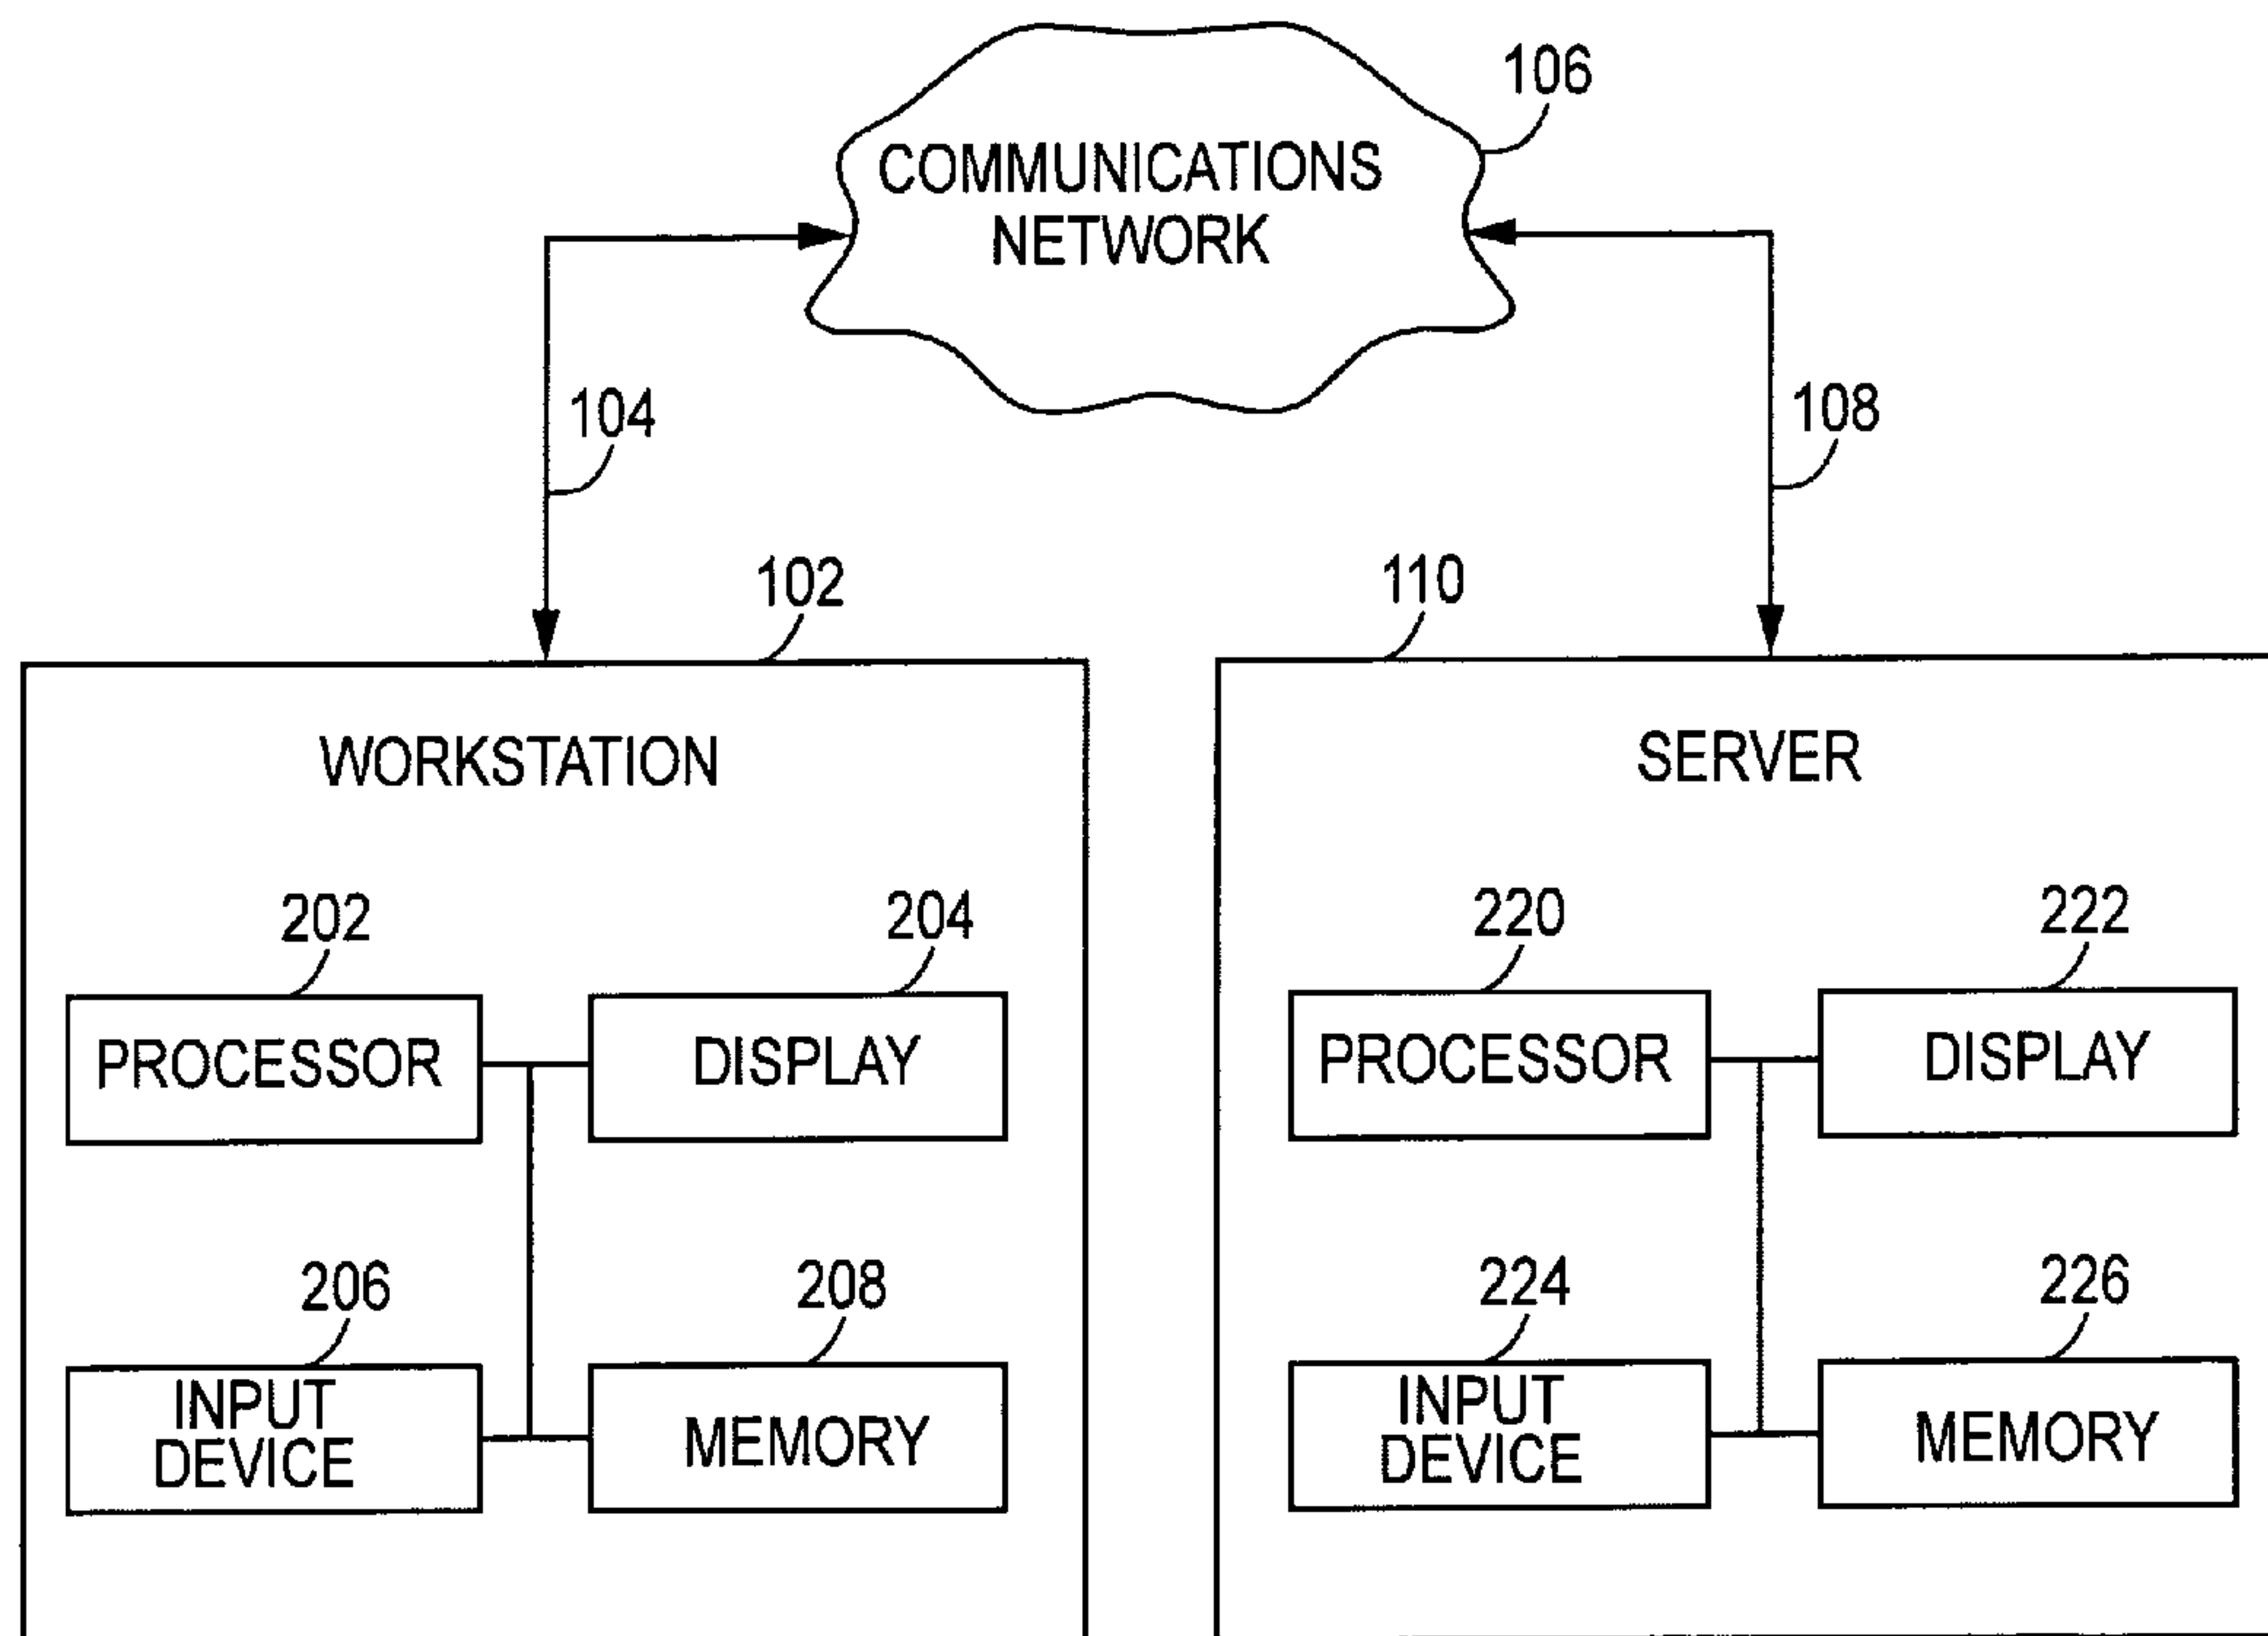 106
COMMUNICATIONS
NETWORK
104
108
102
110
WORKSTATION
SERVER
202
204
220
222
PROCESSOR
DISPLAY
PROCESSOR
DISPLAY
206
208
224
226
INPUT
DEVICE
MEMORY
INPUT
DEVICE
MEMORY